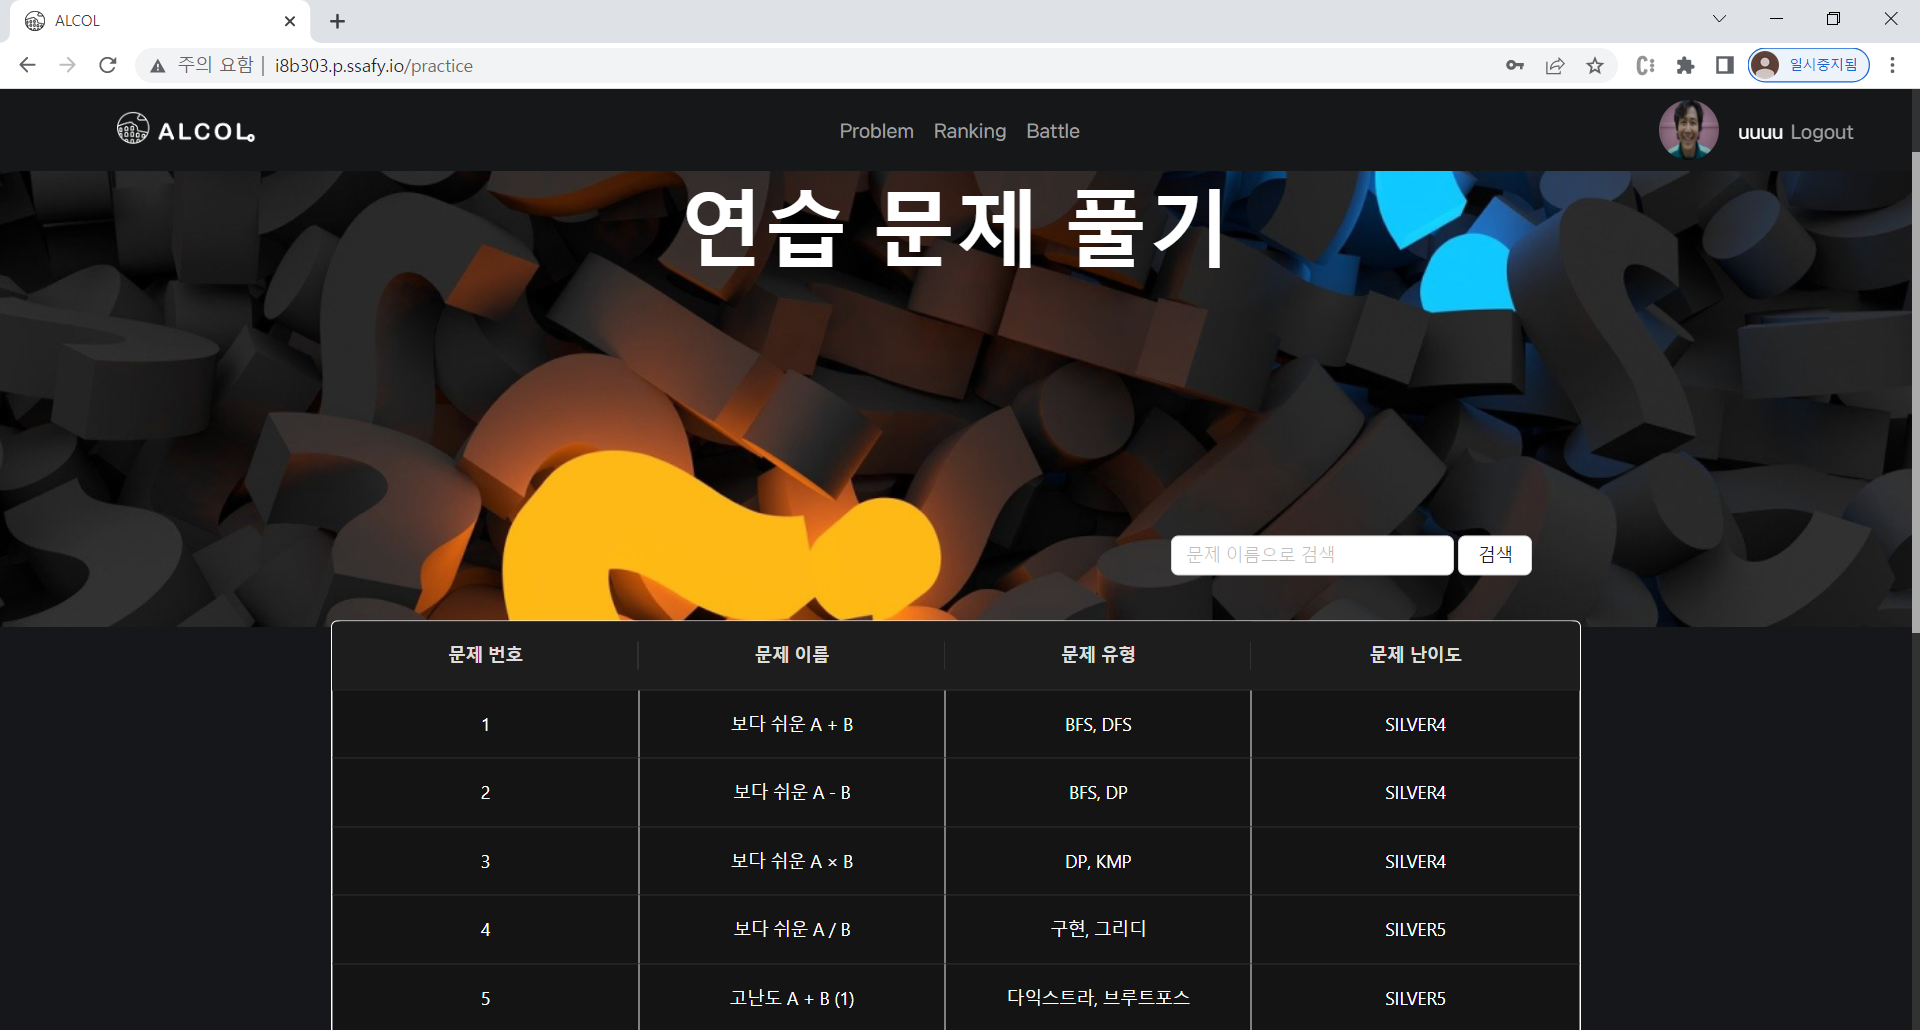 ALCOL
주의 요함 | i8b303.p.ssafy.io/practice
일시중지됨
ALCOL
Problem Ranking Battle
uuuu Logout
연습 문제 풀기
문제 이름으로 검색 검색
문제 번호 문제 이름 문제 유형 문제 난이도
1 보다 쉬운 A + B BFS, DFS SILVER4
2 보다 쉬운 A - B BFS, DP SILVER4
3 보다 쉬운 A × B DP, KMP SILVER4
4 보다 쉬운 A / B 구현, 그리디 SILVER5
5 고난도 A + B (1) 다익스트라, 브루트포스 SILVER5